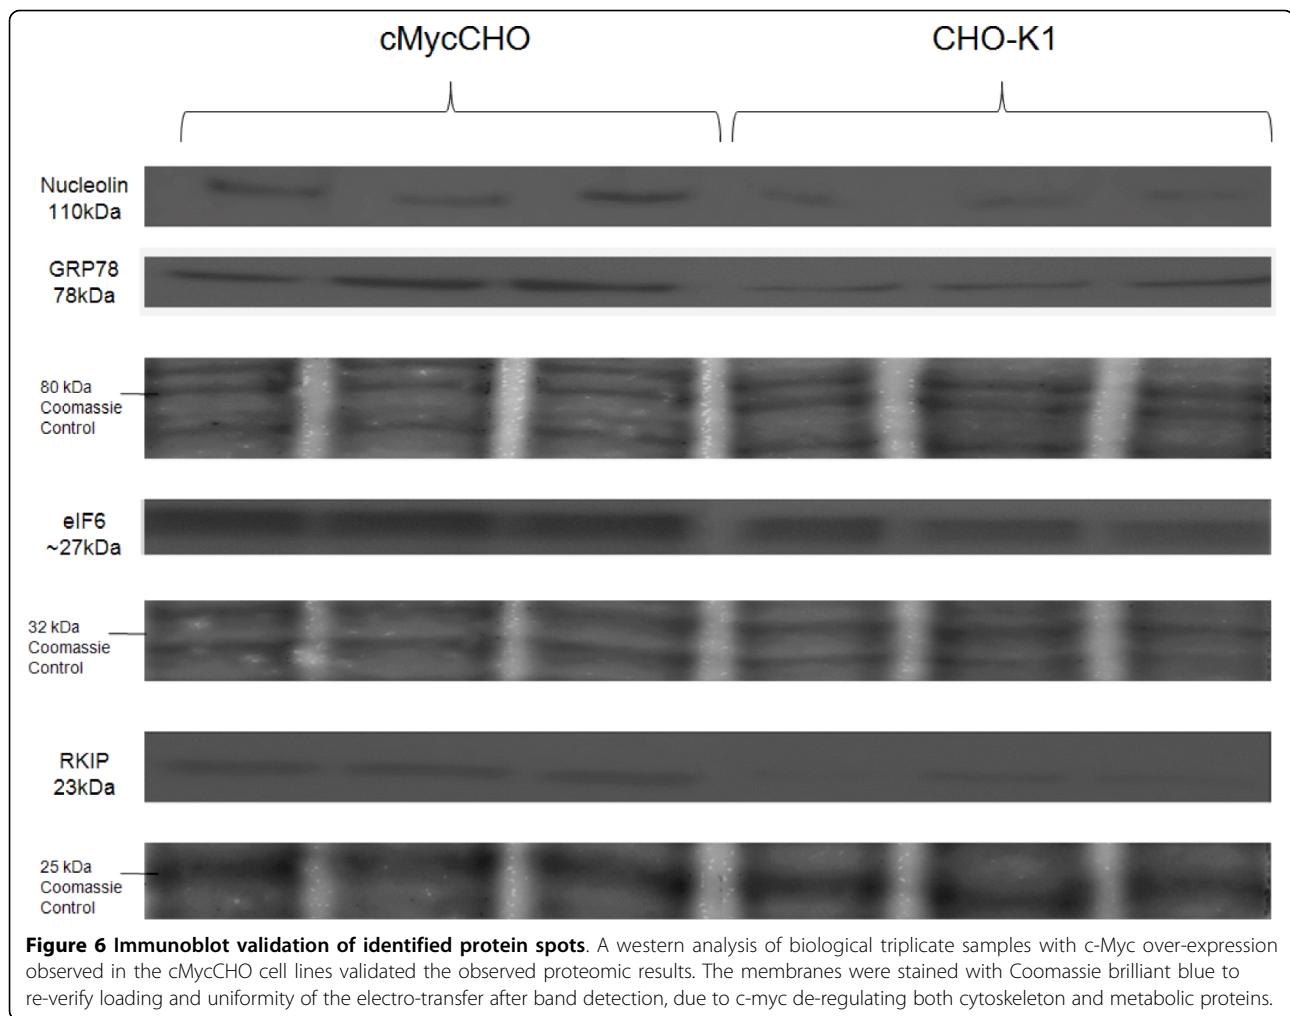 cMycCHO
CHO-K1
Nucleolin
110kDa
GRP78
78kDa
80 kDa
Coomassie
Control
eIF6
~27kDa
32 kDa
Coomassie
Control
RKIP
23kDa
25 kDa
Coomassie
Control
Figure 6 Immunoblot validation of identified protein spots. A western analysis of biological triplicate samples with c-Myc over-expression
observed in the cMycCHO cell lines validated the observed proteomic results. The membranes were stained with Coomassie brilliant blue to
re-verify loading and uniformity of the electro-transfer after band detection, due to c-myc de-regulating both cytoskeleton and metabolic proteins.